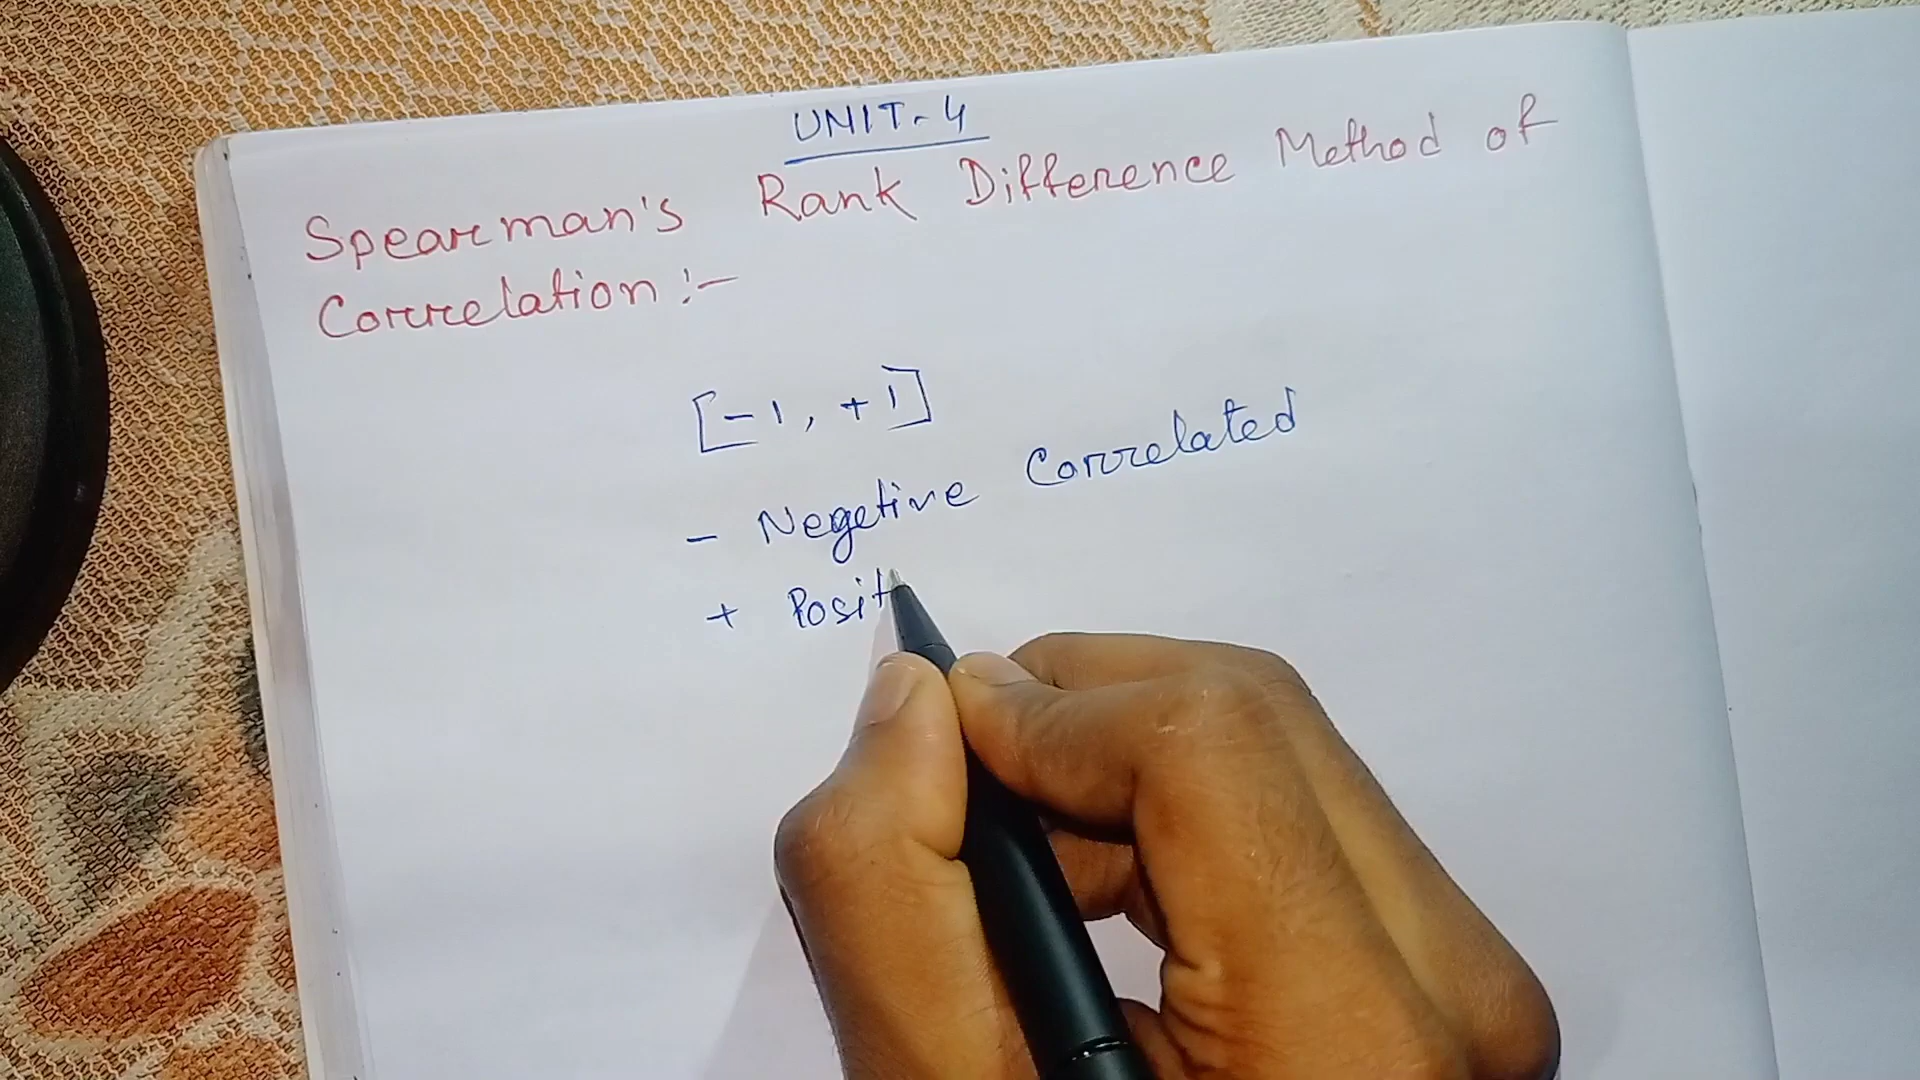 UNIT-4
Spearman's Rank Difference Method of
Correlation :-
[-1, +1]
- Negetive Correlated
+ Posit